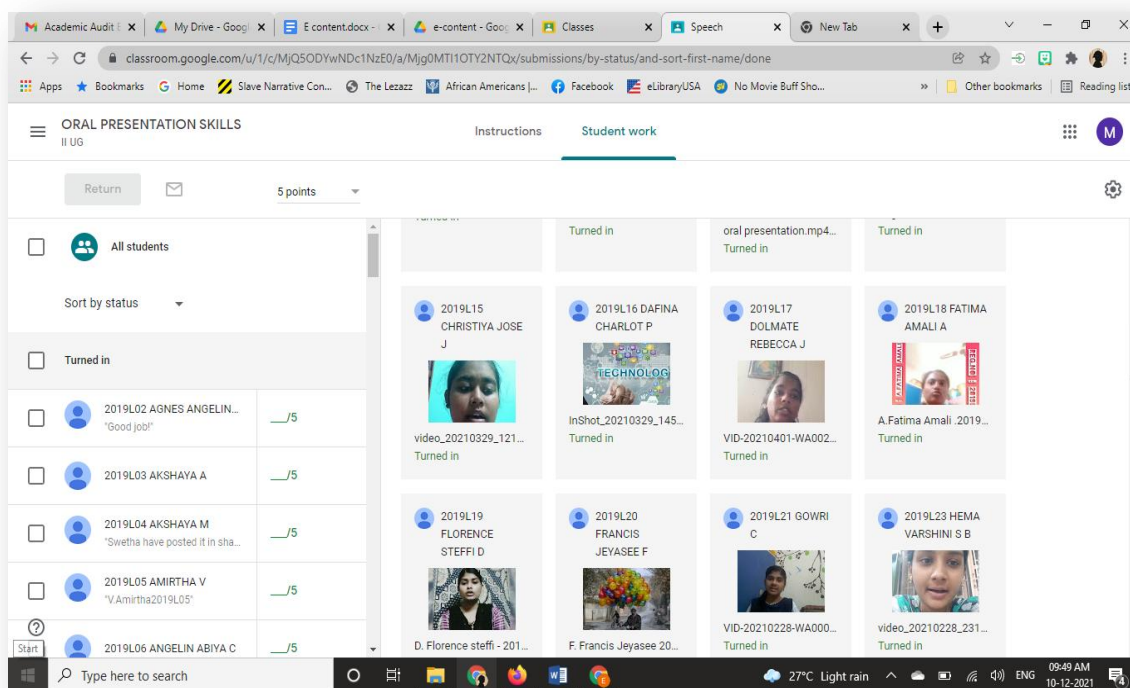 Academic Audit E
My Drive - Googl
E content.docx -
e-content - Goog
Classes
Speech
New Tab
classroom.google.com/u/1/c/MjQ5ODYwNDc1NzE0/a/Mjg0MTI1OTY2NTQx/submissions/by-status/and-sort-first-name/done
Apps
Bookmarks
Home
Slave Narrative Con...
The Lezazz
African Americans |...
Facebook
eLibraryUSA
No Movie Buff Sho...
»
Other bookmarks
Reading list
ORAL PRESENTATION SKILLS
II UG
Instructions
Student work
M
Return
5 points
All students
Sort by status
Turned in
2019L02 AGNES ANGELIN...
"Good job!"
__/5
2019L03 AKSHAYA A
__/5
2019L04 AKSHAYA M
"Swetha have posted it in sha...
__/5
2019L05 AMIRTHA V
"V.Amirtha2019L05"
__/5
2019L06 ANGELIN ABIYA C
__/5
Start
Turned in
oral presentation.mp4...
Turned in
Turned in
2019L15
CHRISTIYA JOSE
J
video_20210329_121...
Turned in
2019L16 DAFINA
CHARLOT P
TECHNOLOG
InShot_20210329_145...
Turned in
2019L17
DOLMATE
REBECCA J
VID-20210401-WA002...
Turned in
2019L18 FATIMA
AMALI A
A.Fatima Amali .2019...
Turned in
2019L19
FLORENCE
STEFFI D
D. Florence steffi - 201...
2019L20
FRANCIS
JEYASEE F
F. Francis Jeyasee 20...
2019L21 GOWRI
C
VID-20210228-WA000...
Turned in
2019L23 HEMA
VARSHINI S B
video_20210228_231...
Turned in
Type here to search
27°C Light rain
ENG
09:49 AM
10-12-2021
4